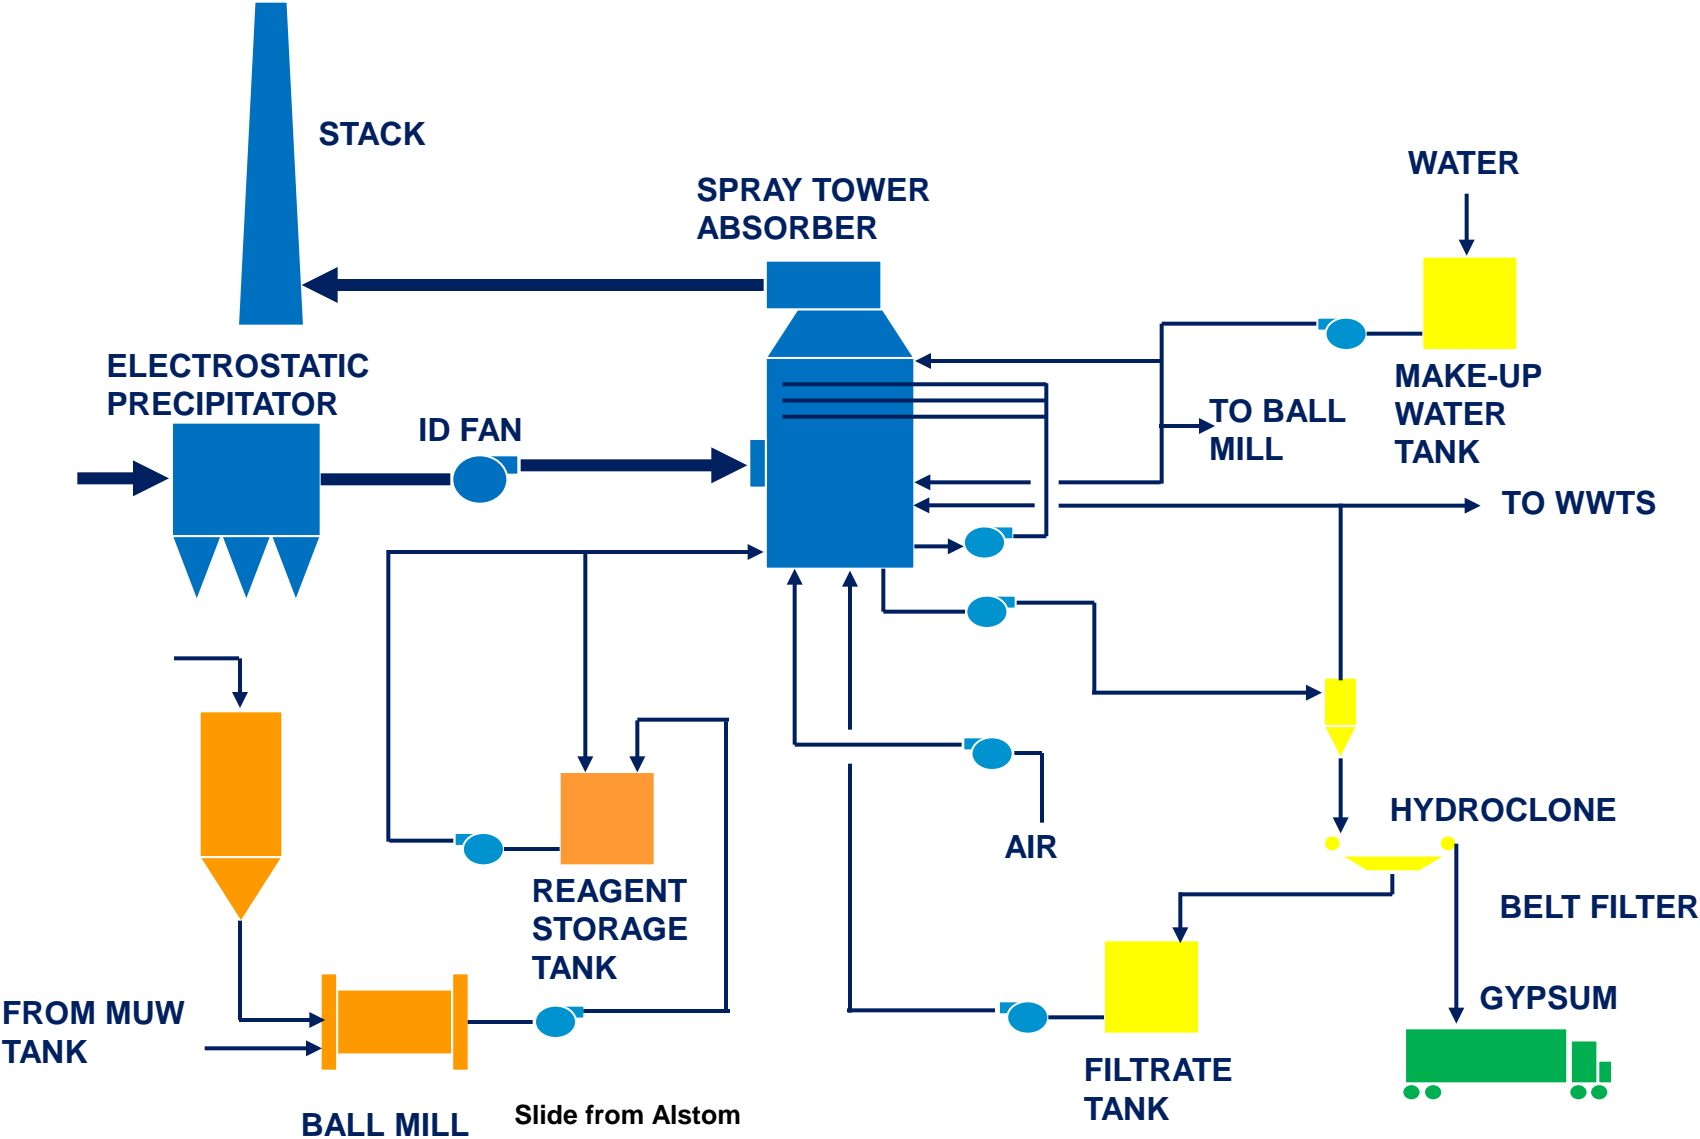 STACK
WATER
SPRAY TOWER
ABSORBER
ELECTROSTATIC
PRECIPITATOR
ID FAN
MAKE-UP
WATER
TANK
TO BALL
MILL
TO WWTS
HYDROCLONE
AIR
REAGENT
STORAGE
TANK
BELT FILTER
GYPSUM
FROM MUW
TANK
FILTRATE
TANK
BALL MILL
Slide from Alstom